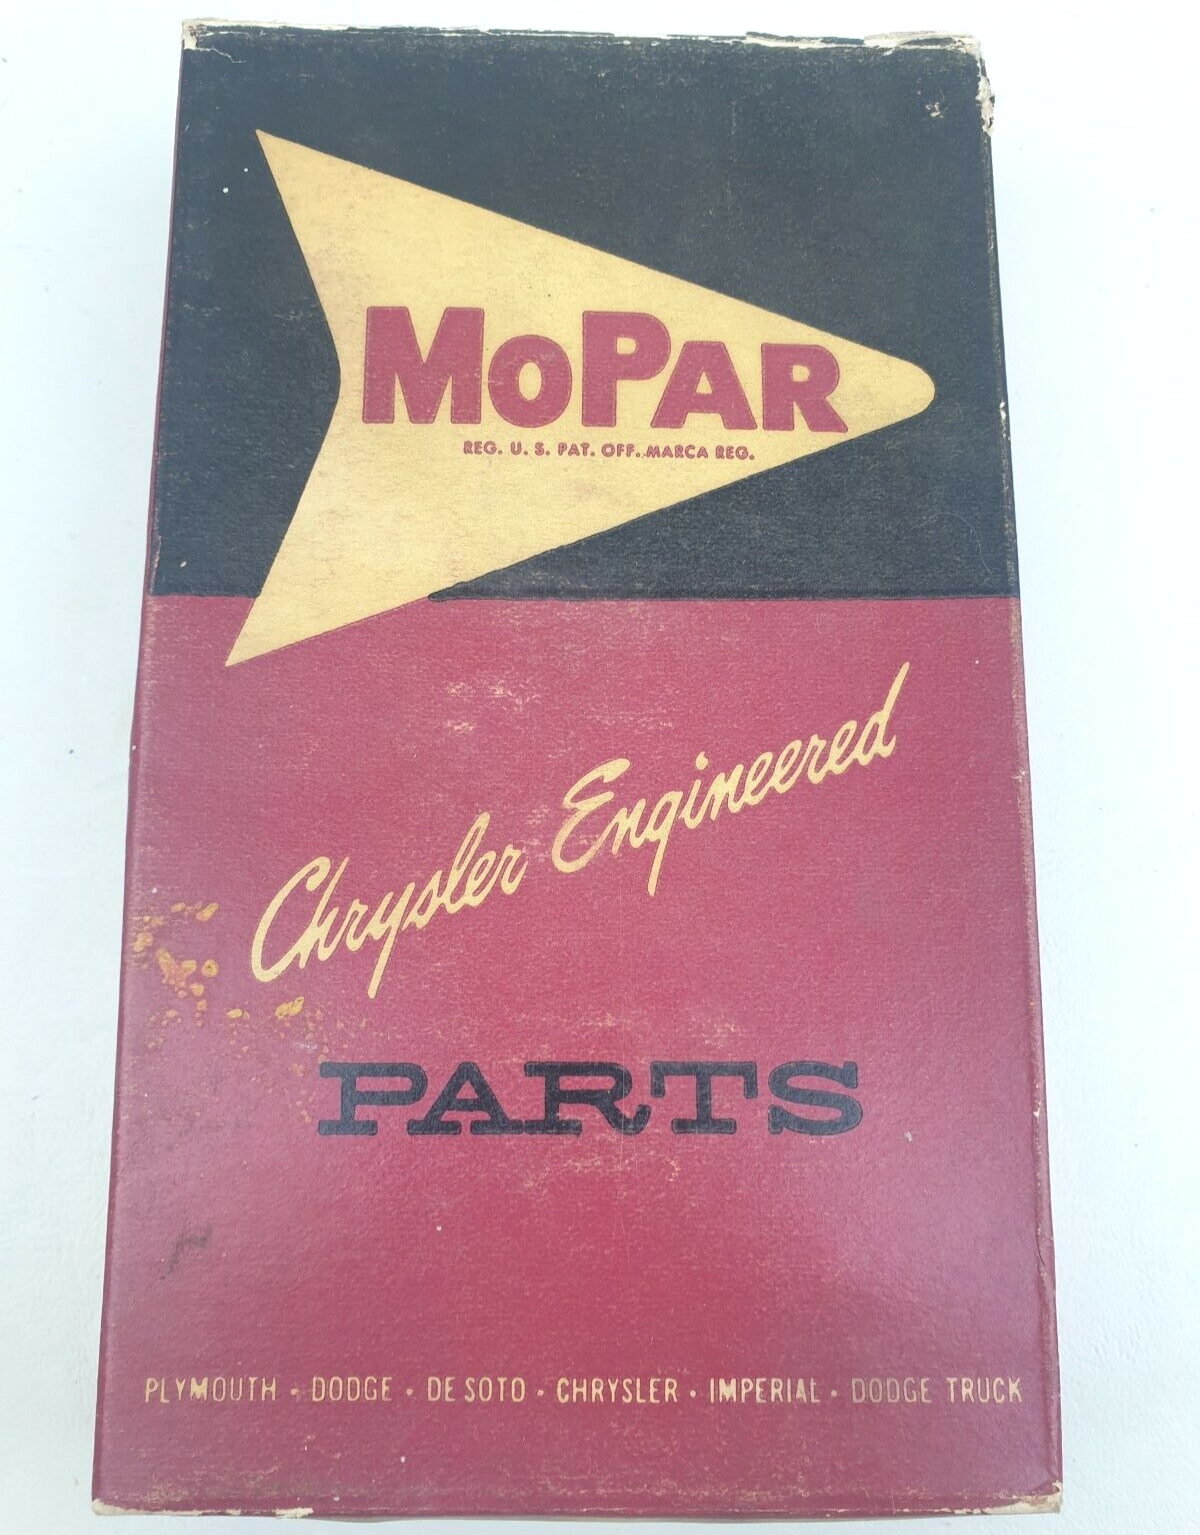 MOPAR
REG. U. S. PAT. OFF. MARCA REG.
Chrysler Engineered
PARTS
PLYMOUTH • DODGE • DE SOTO • CHRYSLER • IMPERIAL • DODGE TRUCK